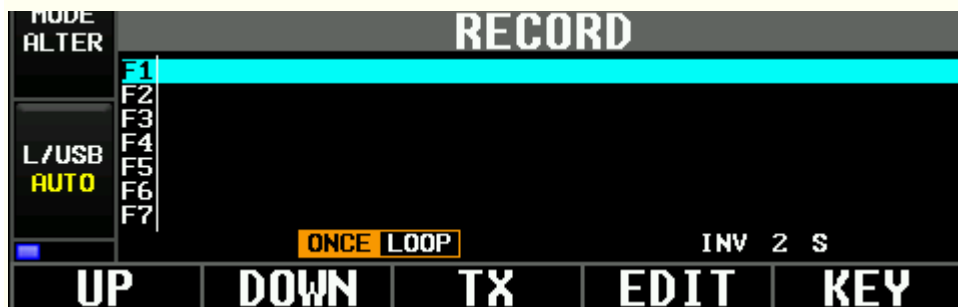 MODE
ALTER
RECORD
F1
F2
F3
F4
F5
F6
F7
L/USB
AUTO
ONCE LOOP
INV 2 S
UP DOWN TX EDIT KEY